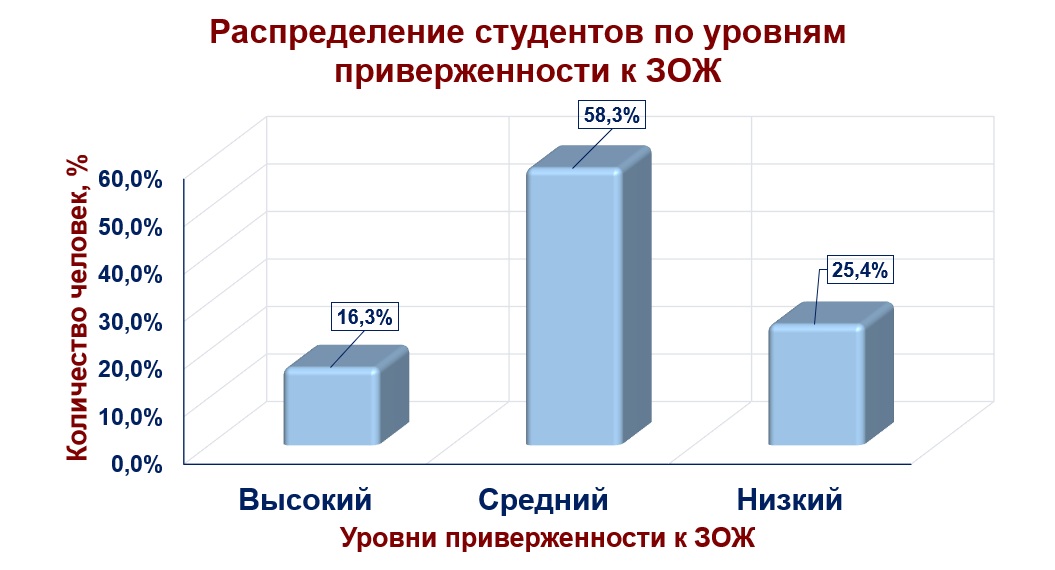 Распределение студентов по уровням
приверженности к ЗОЖ
Количество человек, %
60,0%
50,0%
40,0%
30,0%
20,0%
10,0%
0,0%
16,3%
58,3%
25,4%
Высокий
Средний
Низкий
Уровни приверженности к ЗОЖ